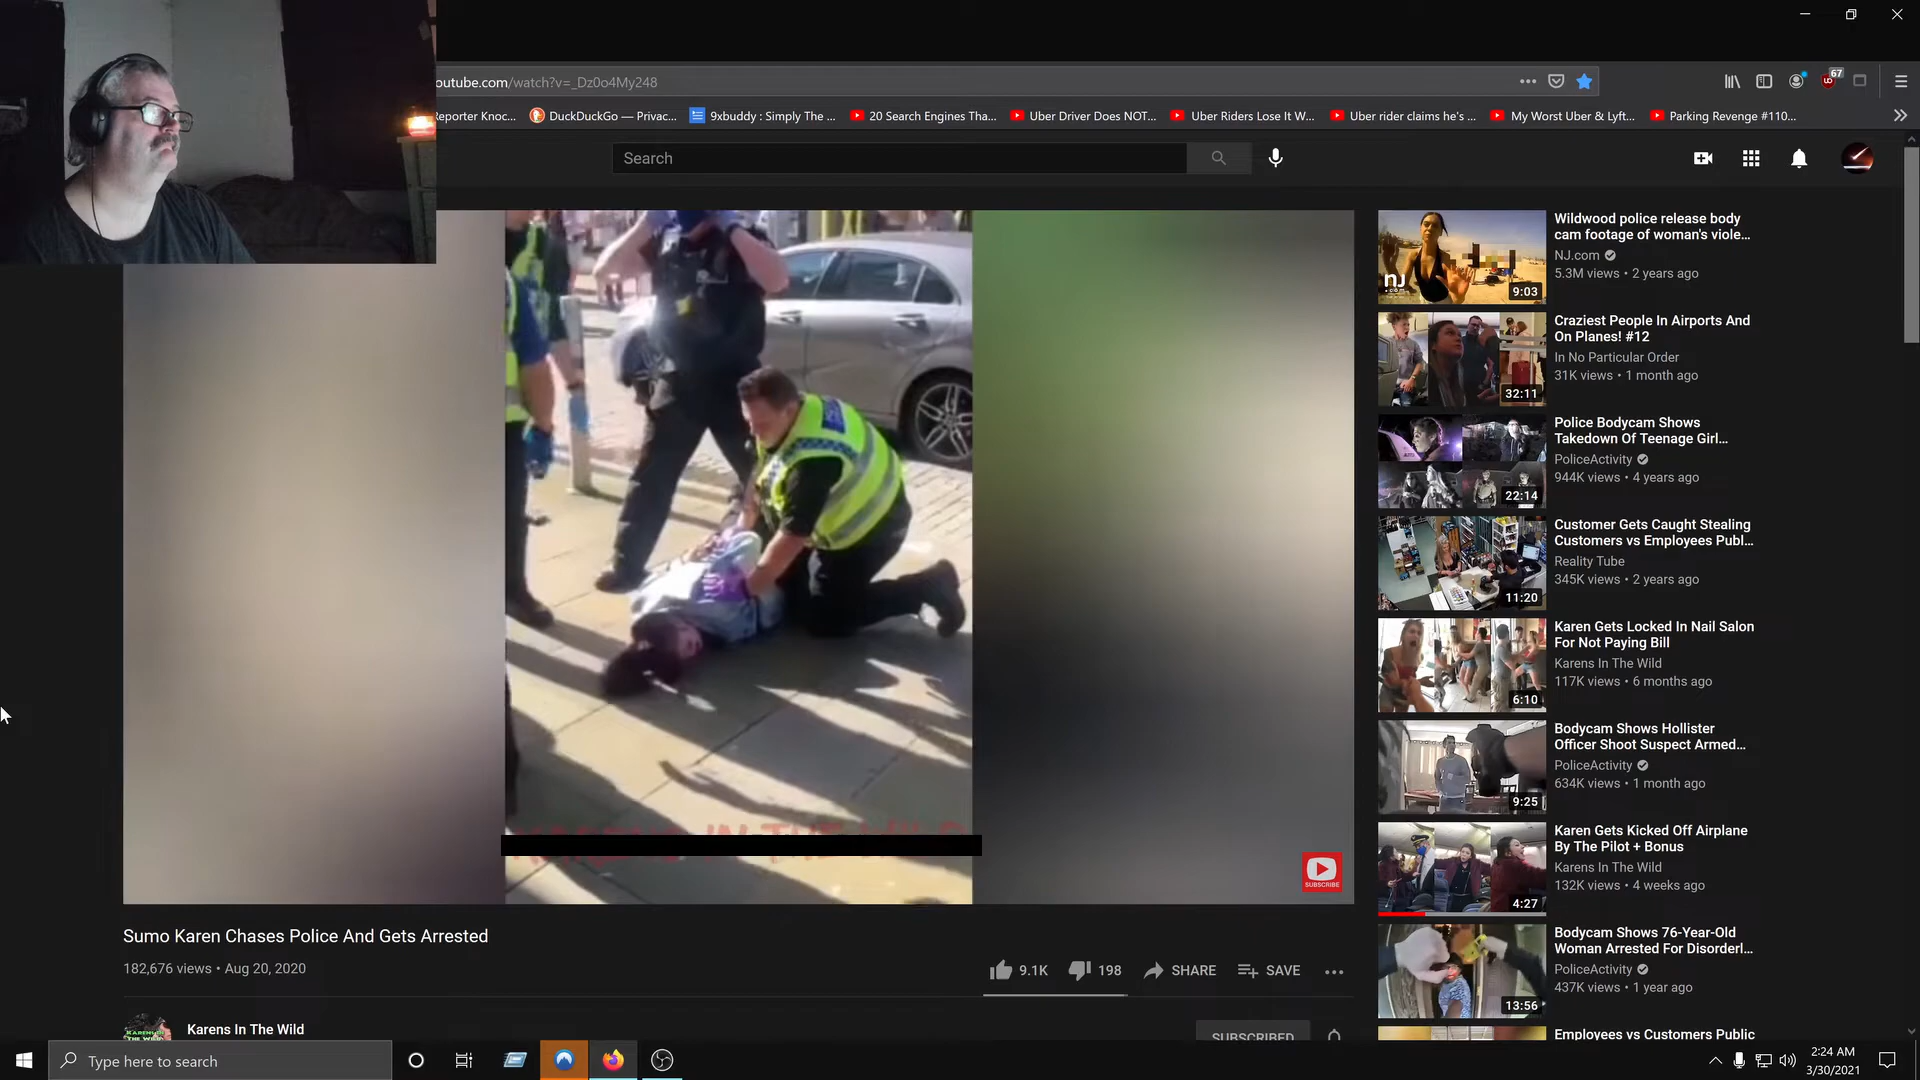 outube.com/watch?v=_Dz0o4My248
67
Reporter Knoc...
DuckDuckGo — Privac...
9xbuddy : Simply The ...
20 Search Engines Tha...
Uber Driver Does NOT...
Uber Riders Lose It W...
Uber rider claims he's ...
My Worst Uber & Lyft...
Parking Revenge #110...
Search
SUBSCRIBE
Sumo Karen Chases Police And Gets Arrested
182,676 views • Aug 20, 2020
9.1K
198
SHARE
SAVE
Karens In The Wild
SUBSCRIBED
nj
.com
9:03
Wildwood police release body
cam footage of woman's viole...
NJ.com
5.3M views • 2 years ago
32:11
Craziest People In Airports And
On Planes! #12
In No Particular Order
31K views • 1 month ago
22:14
Police Bodycam Shows
Takedown Of Teenage Girl...
PoliceActivity
944K views • 4 years ago
11:20
Customer Gets Caught Stealing
Customers vs Employees Publ...
Reality Tube
345K views • 2 years ago
6:10
Karen Gets Locked In Nail Salon
For Not Paying Bill
Karens In The Wild
117K views • 6 months ago
9:25
Bodycam Shows Hollister
Officer Shoot Suspect Armed...
PoliceActivity
634K views • 1 month ago
4:27
Karen Gets Kicked Off Airplane
By The Pilot + Bonus
Karens In The Wild
132K views • 4 weeks ago
13:56
Bodycam Shows 76-Year-Old
Woman Arrested For Disorderl...
PoliceActivity
437K views • 1 year ago
Employees vs Customers Public
Type here to search
2:24 AM
3/30/2021